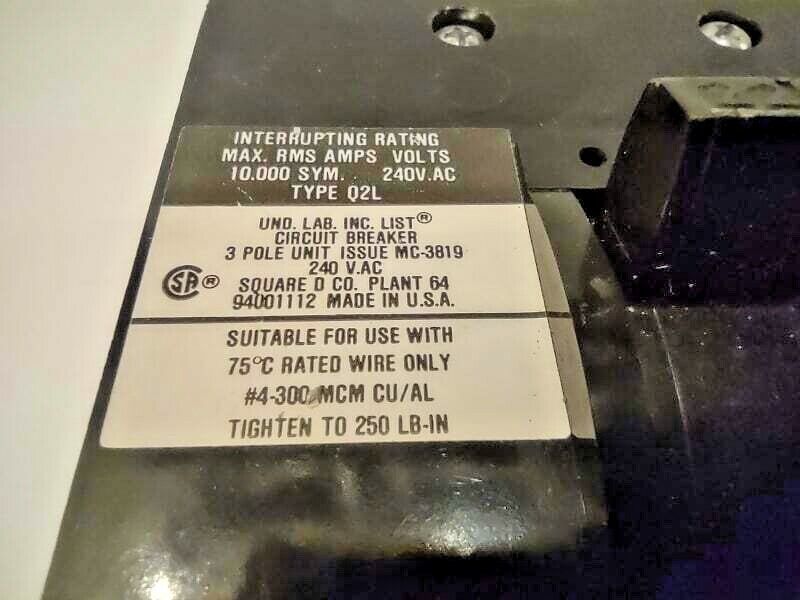 INTERRUPTING RATING
MAX. RMS AMPS VOLTS
10.000 SYM. 240V.AC
TYPE Q2L
UND. LAB. INC. LIST®
CIRCUIT BREAKER
3 POLE UNIT ISSUE MC-3819
240 V.AC
SA® SQUARE D CO. PLANT 64
94001112 MADE IN U.S.A.
SUITABLE FOR USE WITH
75°C RATED WIRE ONLY
#4-300 MCM CU/AL
TIGHTEN TO 250 LB-IN